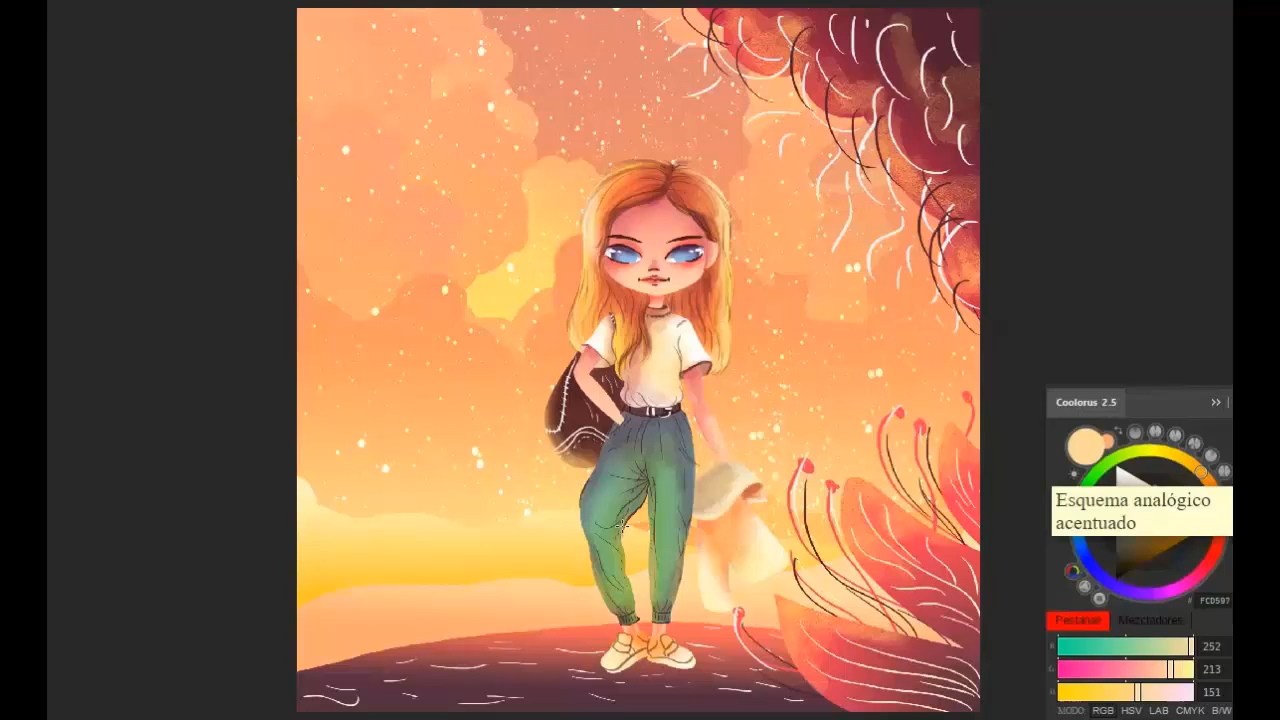 Coolorus 2.5
Esquema analógico
acentuado
# FCD597
Pestañas Mezcladores
R 252
G 213
B 151
MODO: RGB HSV LAB CMYK B/W